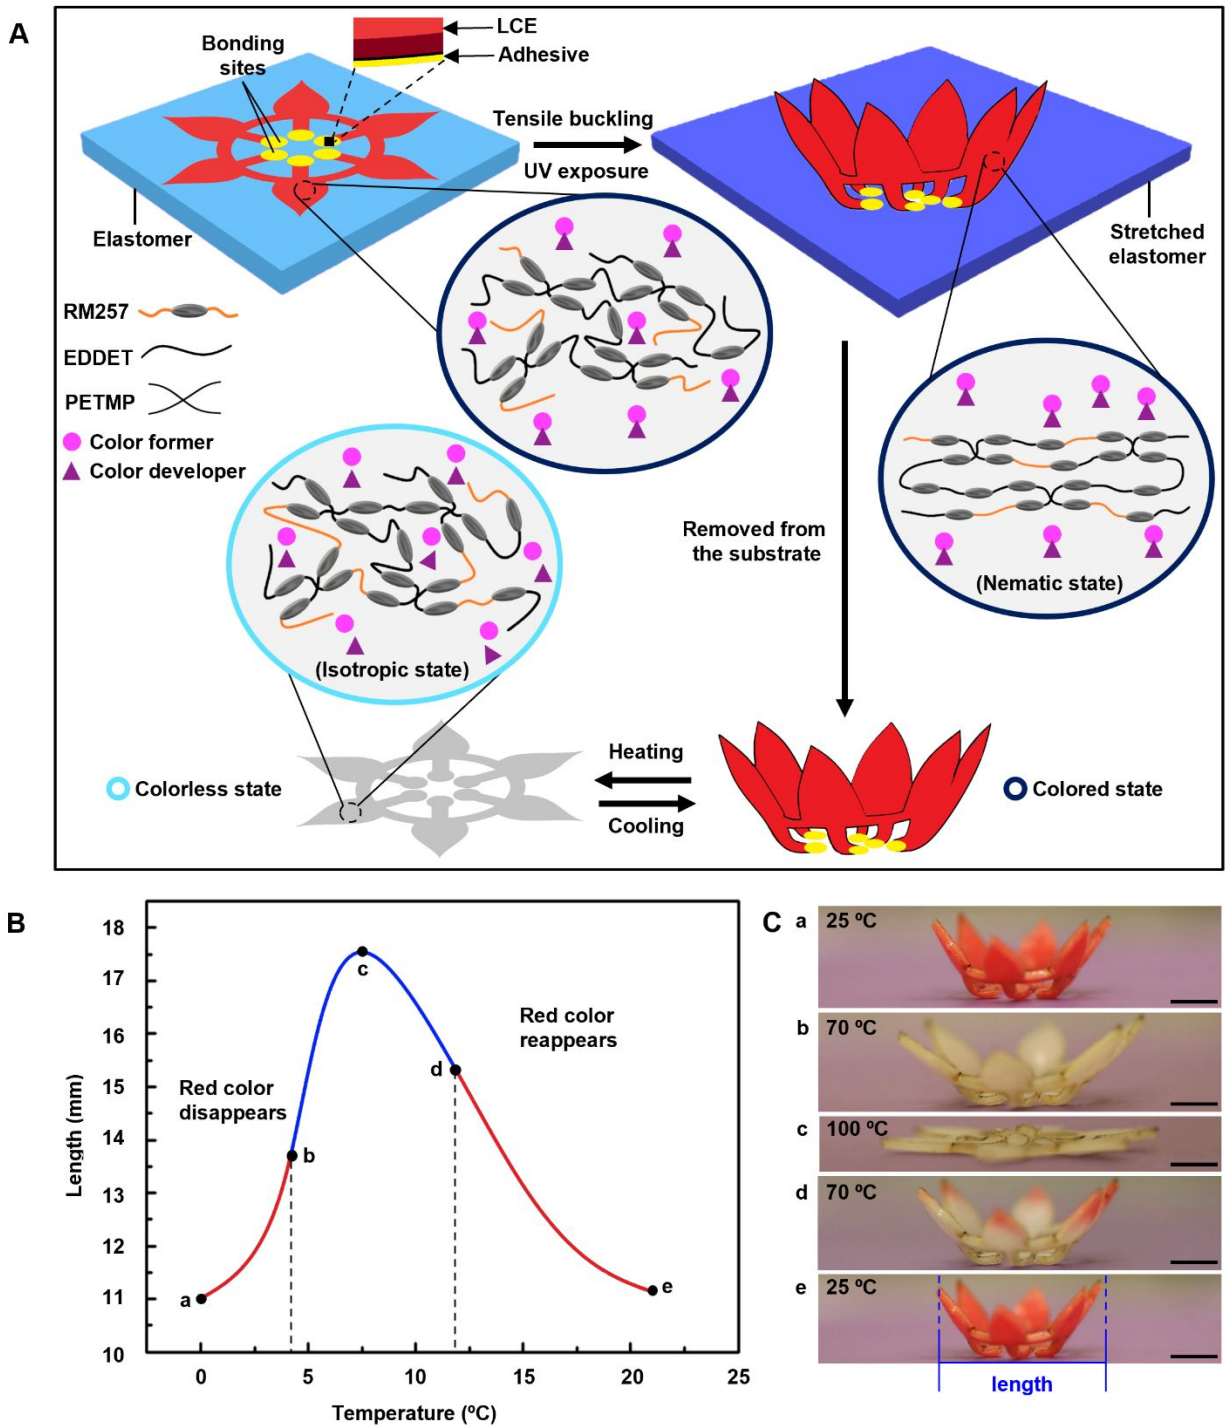 A
LCE
Adhesive
Bonding
sites
Tensile buckling
UV exposure
Elastomer
Stretched
elastomer
RM257
EDDET
PETMP
Color former
Color developer
(Nematic state)
Removed from
the substrate
(Isotropic state)
Colorless state
Heating
Cooling
Colored state
B
Length (mm)
18
17
16
15
14
13
12
11
10
0
5
10
15
20
25
Temperature (ºC)
a
b
c
d
e
Red color
disappears
Red color
reappears
C
a 25 ºC
b 70 ºC
c 100 ºC
d 70 ºC
e 25 ºC
length